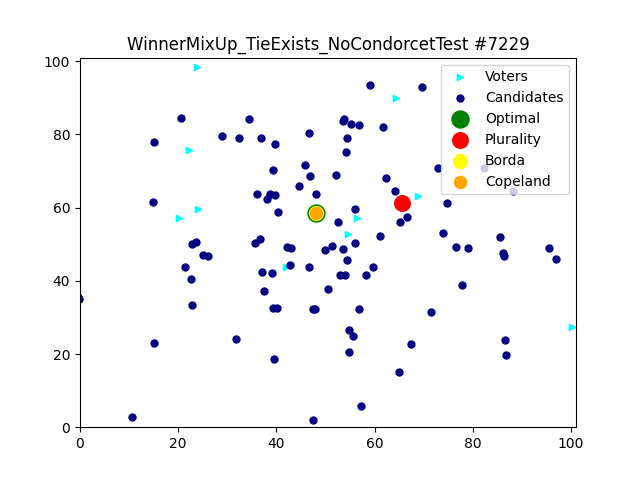 WinnerMixUp_TieExists_NoCondorcetTest #7229
Voters
Candidates
Optimal
Plurality
Borda
Copeland
100
80
60
40
20
0
0 20 40 60 80 100